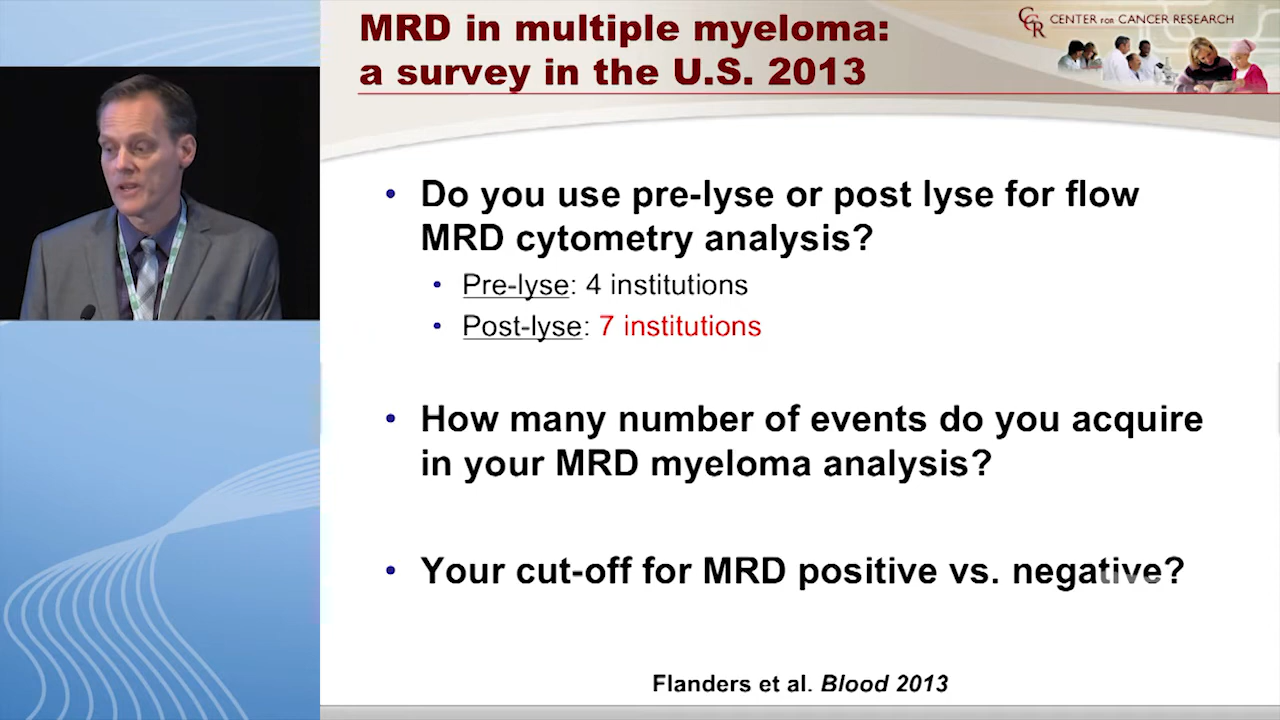 MRD in multiple myeloma:
a survey in the U.S. 2013
CCR CENTER for CANCER RESEARCH
• Do you use pre-lyse or post lyse for flow
MRD cytometry analysis?
• Pre-lyse: 4 institutions
• Post-lyse: 7 institutions
• How many number of events do you acquire
in your MRD myeloma analysis?
• Your cut-off for MRD positive vs. negative?
Flanders et al. Blood 2013